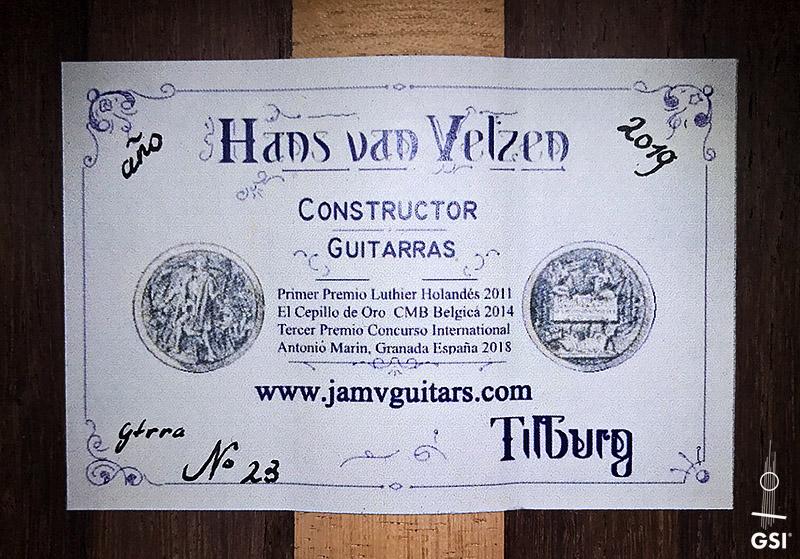 año
Hans van Velzen
2019
CONSTRUCTOR
GUITARRAS
Primer Premio Luthier Holandés 2011
El Cepillo de Oro CMB Belgicá 2014
Tercer Premio Concurso International
Antonió Marin, Granada España 2018
www.jamvguitars.com
Gtrra
No 23
Tilburg
GSI